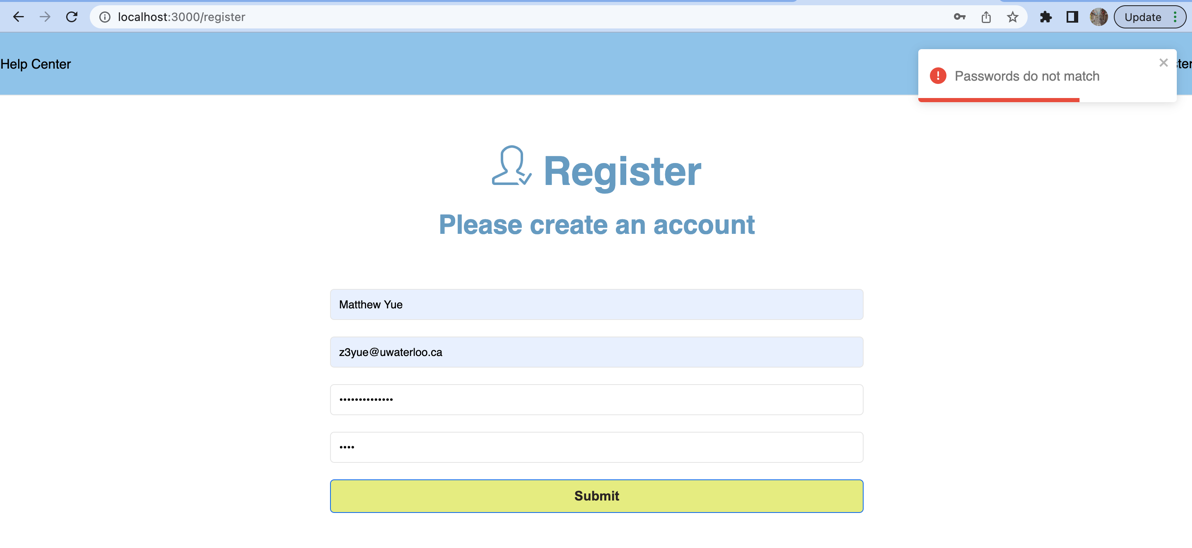 localhost:3000/register
Update
Help Center
Passwords do not match
Register
Please create an account
Matthew Yue
z3yue@uwaterloo.ca
••••••••••••••
••••
Submit